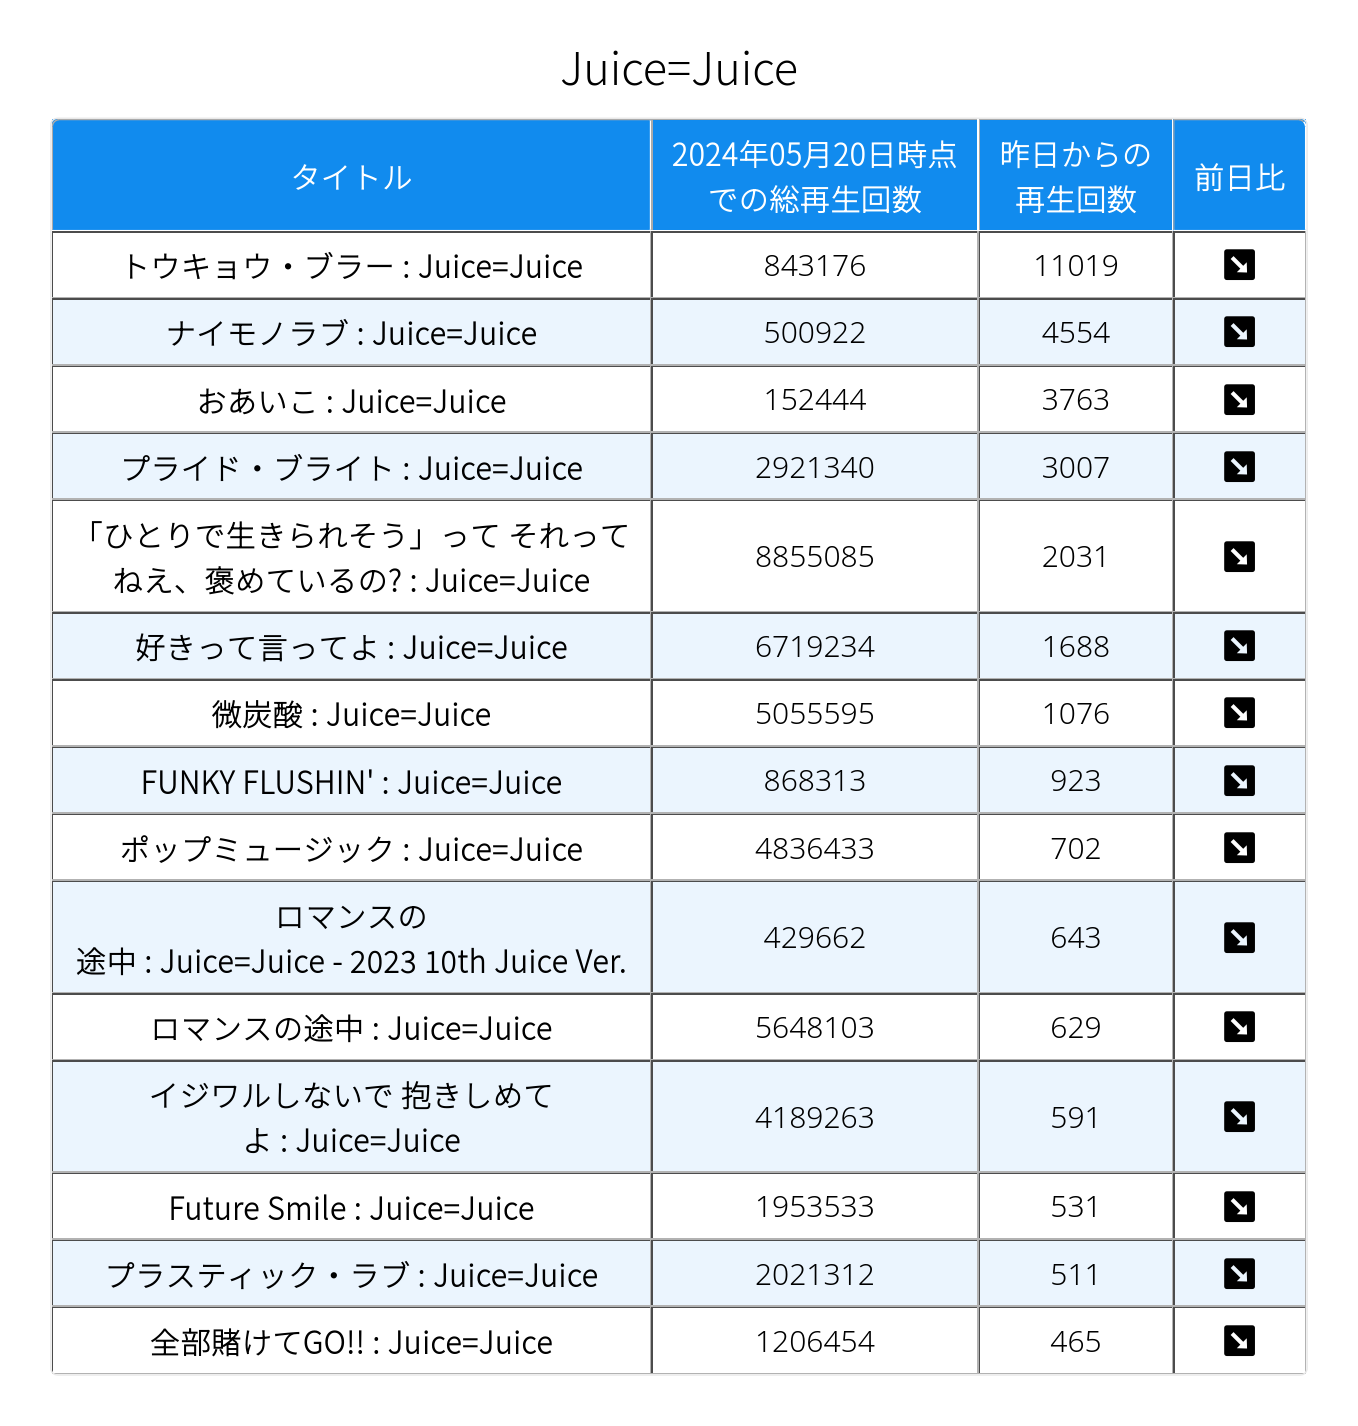 Juice=Juice
タイトル
2024年05月20日時点
での総再生回数
昨日からの
再生回数
前日比
トウキョウ・ブラー : Juice=Juice 843176 11019
ナイモノラブ : Juice=Juice 500922 4554
おあいこ : Juice=Juice 152444 3763
プライド・ブライト : Juice=Juice 2921340 3007
「ひとりで生きられそう」って それって
ねえ、褒めているの? : Juice=Juice
8855085 2031
好きって言ってよ : Juice=Juice 6719234 1688
微炭酸 : Juice=Juice 5055595 1076
FUNKY FLUSHIN' : Juice=Juice 868313 923
ポップミュージック : Juice=Juice 4836433 702
ロマンスの
途中 : Juice=Juice - 2023 10th Juice Ver.
429662 643
ロマンスの途中 : Juice=Juice 5648103 629
イジワルしないで 抱きしめて
よ : Juice=Juice
4189263 591
Future Smile : Juice=Juice 1953533 531
プラスティック・ラブ : Juice=Juice 2021312 511
全部賭けてGO!! : Juice=Juice 1206454 465